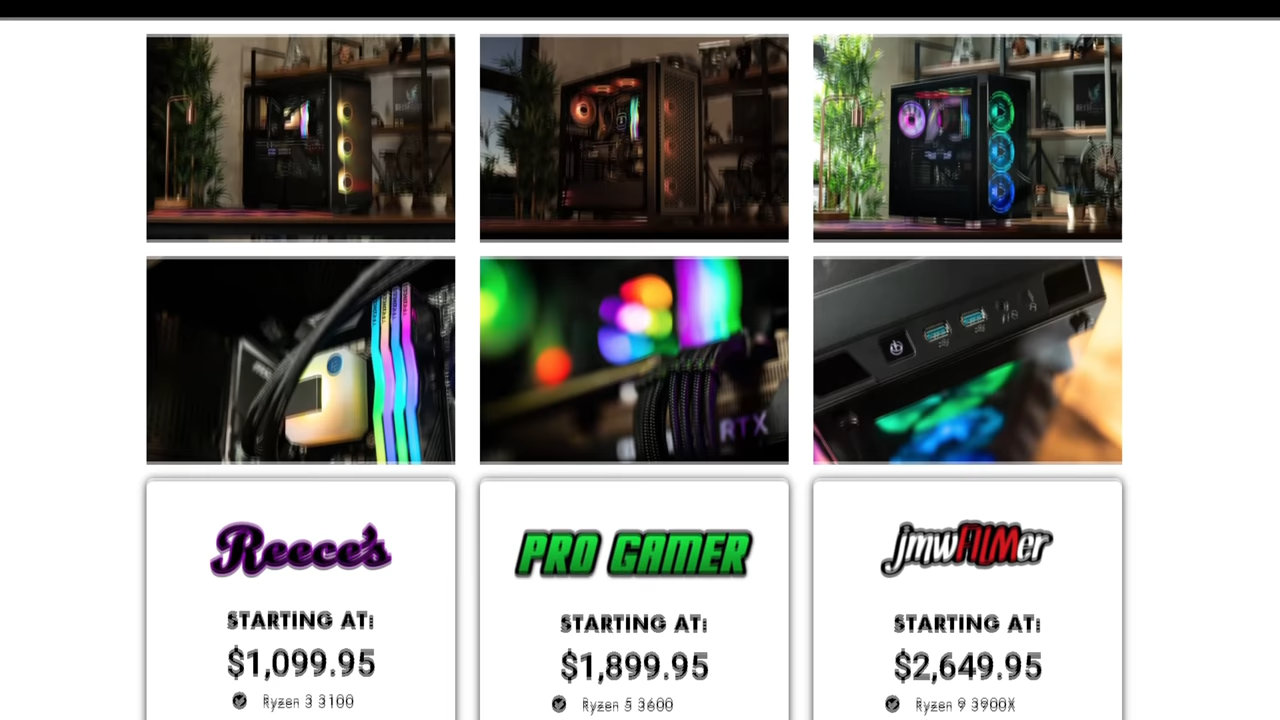 RTX
Reece's
STARTING AT:
$1,099.95
Ryzen 3 3100
PRO GAMER
STARTING AT:
$1,899.95
Ryzen 5 3600
jmwFILMer
STARTING AT:
$2,649.95
Ryzen 9 3900X